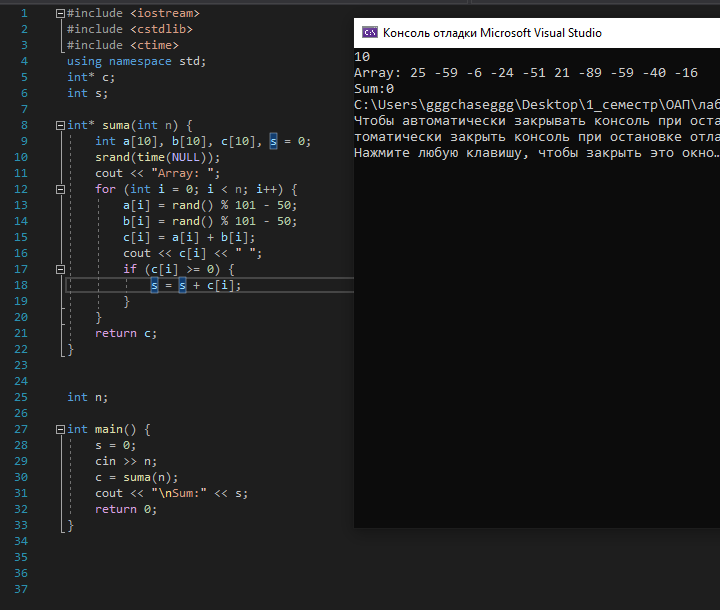 1 #include <iostream>
2 #include <cstdlib>
3 #include <ctime>
4 using namespace std;
5 int* c;
6 int s;
7
8 int* suma(int n) {
9 int a[10], b[10], c[10], s = 0;
10 srand(time(NULL));
11 cout << "Array: ";
12 for (int i = 0; i < n; i++) {
13 a[i] = rand() % 101 - 50;
14 b[i] = rand() % 101 - 50;
15 c[i] = a[i] + b[i];
16 cout << c[i] << " ";
17 if (c[i] >= 0) {
18 s = s + c[i];
19 }
20 }
21 return c;
22 }
23
24
25 int n;
26
27 int main() {
28 s = 0;
29 cin >> n;
30 c = suma(n);
31 cout << "\nSum:" << s;
32 return 0;
33 }
34
35
36
37
Консоль отладки Microsoft Visual Studio
10
Array: 25 -59 -6 -24 -51 21 -89 -59 -40 -16
Sum:0
C:\Users\gggchaseggg\Desktop\1_семестр\ОАП\лаб
Чтобы автоматически закрывать консоль при оста
томатически закрыть консоль при остановке отла
Нажмите любую клавишу, чтобы закрыть это окно…